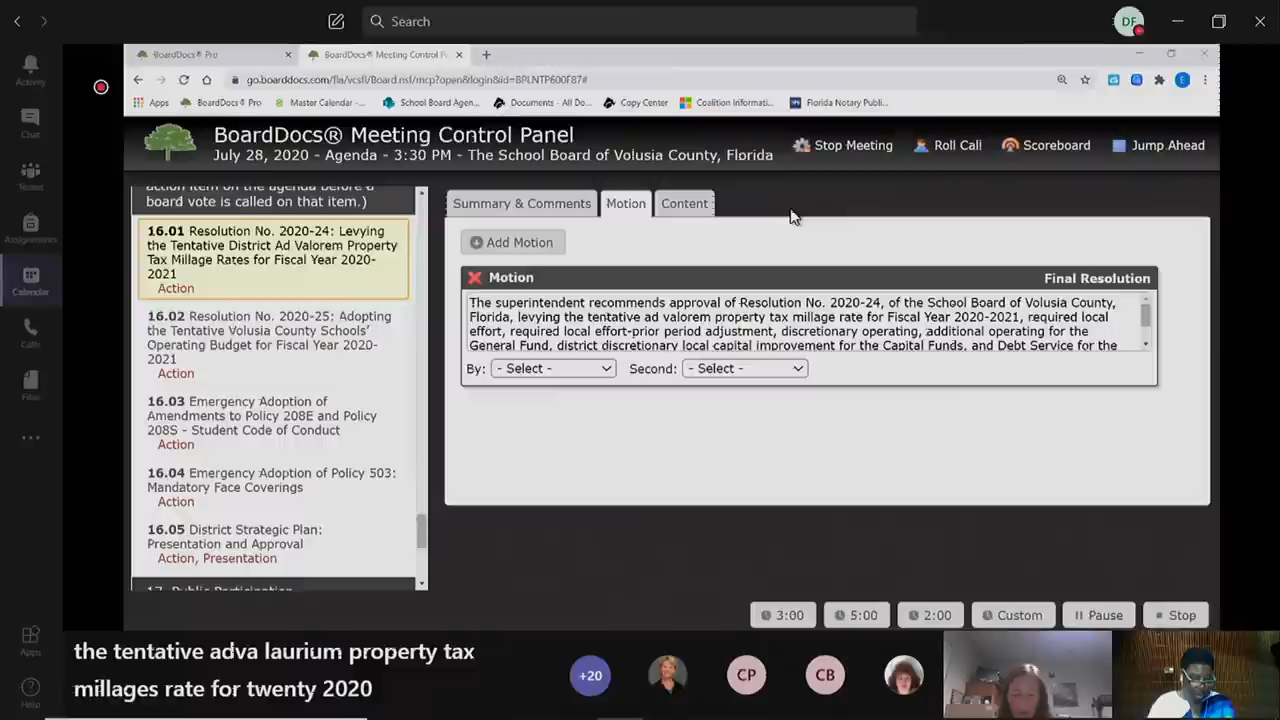 Search
DF
BoardDocs® Pro
BoardDocs® Meeting Control P
go.boarddocs.com/fla/vcsfl/Board.nsf/mcp?open&login&id=BPLNTP600F87#
Apps
BoardDocs® Pro
Master Calendar -...
School Board Agen...
Documents - All Do...
Copy Center
Coalition Informati...
Florida Notary Publi...
E
BoardDocs® Meeting Control Panel
July 28, 2020 - Agenda - 3:30 PM - The School Board of Volusia County, Florida
Stop Meeting
Roll Call
Scoreboard
Jump Ahead
Activity
Chat
Teams
Assignments
Calendar
Calls
Files
Apps
Help
action item on the agenda before a
board vote is called on that item.)
16.01 Resolution No. 2020-24: Levying
the Tentative District Ad Valorem Property
Tax Millage Rates for Fiscal Year 2020-
2021
Action
16.02 Resolution No. 2020-25: Adopting
the Tentative Volusia County Schools'
Operating Budget for Fiscal Year 2020-
2021
Action
16.03 Emergency Adoption of
Amendments to Policy 208E and Policy
208S - Student Code of Conduct
Action
16.04 Emergency Adoption of Policy 503:
Mandatory Face Coverings
Action
16.05 District Strategic Plan:
Presentation and Approval
Action, Presentation
17. Public Participation
Summary & Comments
Motion
Content
Add Motion
Motion
Final Resolution
The superintendent recommends approval of Resolution No. 2020-24, of the School Board of Volusia County,
Florida, levying the tentative ad valorem property tax millage rate for Fiscal Year 2020-2021, required local
effort, required local effort-prior period adjustment, discretionary operating, additional operating for the
General Fund, district discretionary local capital improvement for the Capital Funds, and Debt Service for the
By: - Select -
Second: - Select -
3:00
5:00
2:00
Custom
Pause
Stop
the tentative adva laurium property tax
millages rate for twenty 2020
+20
CP
CB